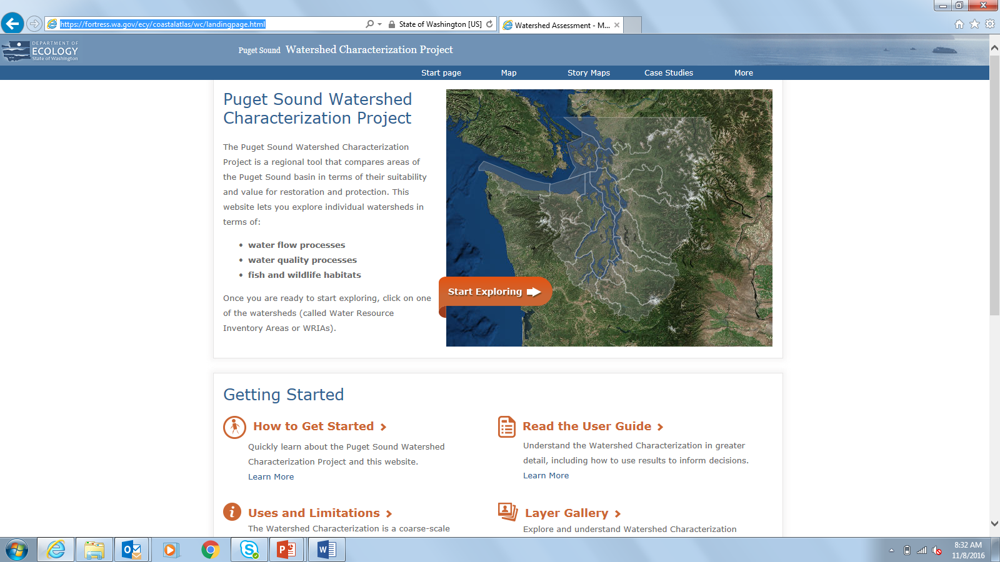 https://fortress.wa.gov/ecy/coastalatlas/wc/landingpage.html
State of Washington [US]
Watershed Assessment - M...
DEPARTMENT OF
ECOLOGY
State of Washington
Puget Sound Watershed Characterization Project
Start page Map Story Maps Case Studies More
Puget Sound Watershed
Characterization Project
The Puget Sound Watershed Characterization
Project is a regional tool that compares areas of
the Puget Sound basin in terms of their suitability
and value for restoration and protection. This
website lets you explore individual watersheds in
terms of:
• water flow processes
• water quality processes
• fish and wildlife habitats
Once you are ready to start exploring, click on one
of the watersheds (called Water Resource
Inventory Areas or WRIAs).
Start Exploring
Getting Started
How to Get Started
Quickly learn about the Puget Sound Watershed
Characterization Project and this website.
Learn More
Read the User Guide
Understand the Watershed Characterization in greater
detail, including how to use results to inform decisions.
Learn More
Uses and Limitations
The Watershed Characterization is a coarse-scale
Layer Gallery
Explore and understand Watershed Characterization
8:32 AM
11/8/2016